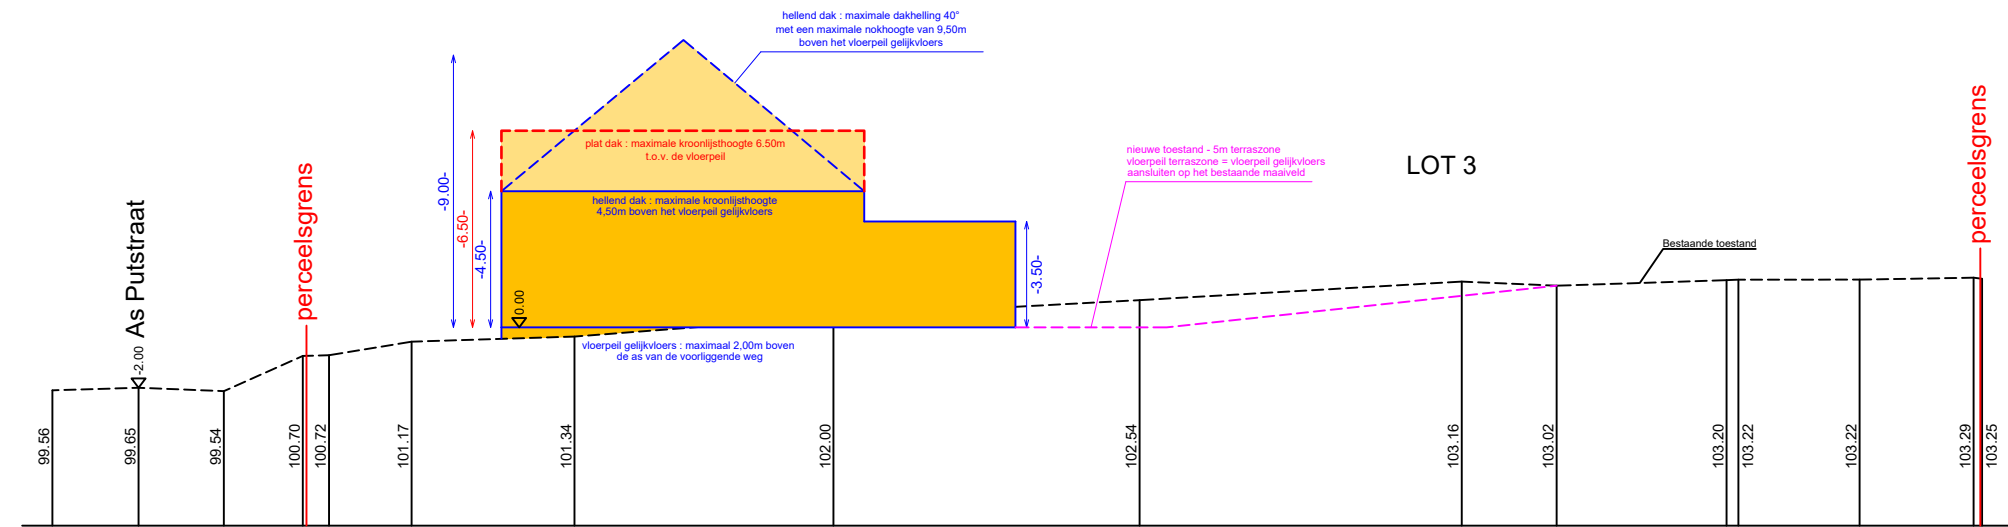 hellend dak : maximale dakhelling 40°
met een maximale nokhoogte van 9,50m
boven het vloerpeil gelijkvloers
perceelsgrens
As Putstraat
-2.00
perceelsgrens
-9.00-
-6.50-
-4.50-
plat dak : maximale kroonlijsthoogte 6.50m
t.o.v. de vloerpeil
hellend dak : maximale kroonlijsthoogte
4,50m boven het vloerpeil gelijkvloers
0.00
-3.50-
vloerpeil gelijkvloers : maximaal 2,00m boven
de as van de voorliggende weg
nieuwe toestand - 5m terraszone
vloerpeil terraszone = vloerpeil gelijkvloers
aansluiten op het bestaande maaiveld
LOT 3
Bestaande toestand
99.56
99.65
99.54
100.70
100.72
101.17
101.34
102.00
102.54
103.16
103.02
103.20
103.22
103.22
103.29
103.25